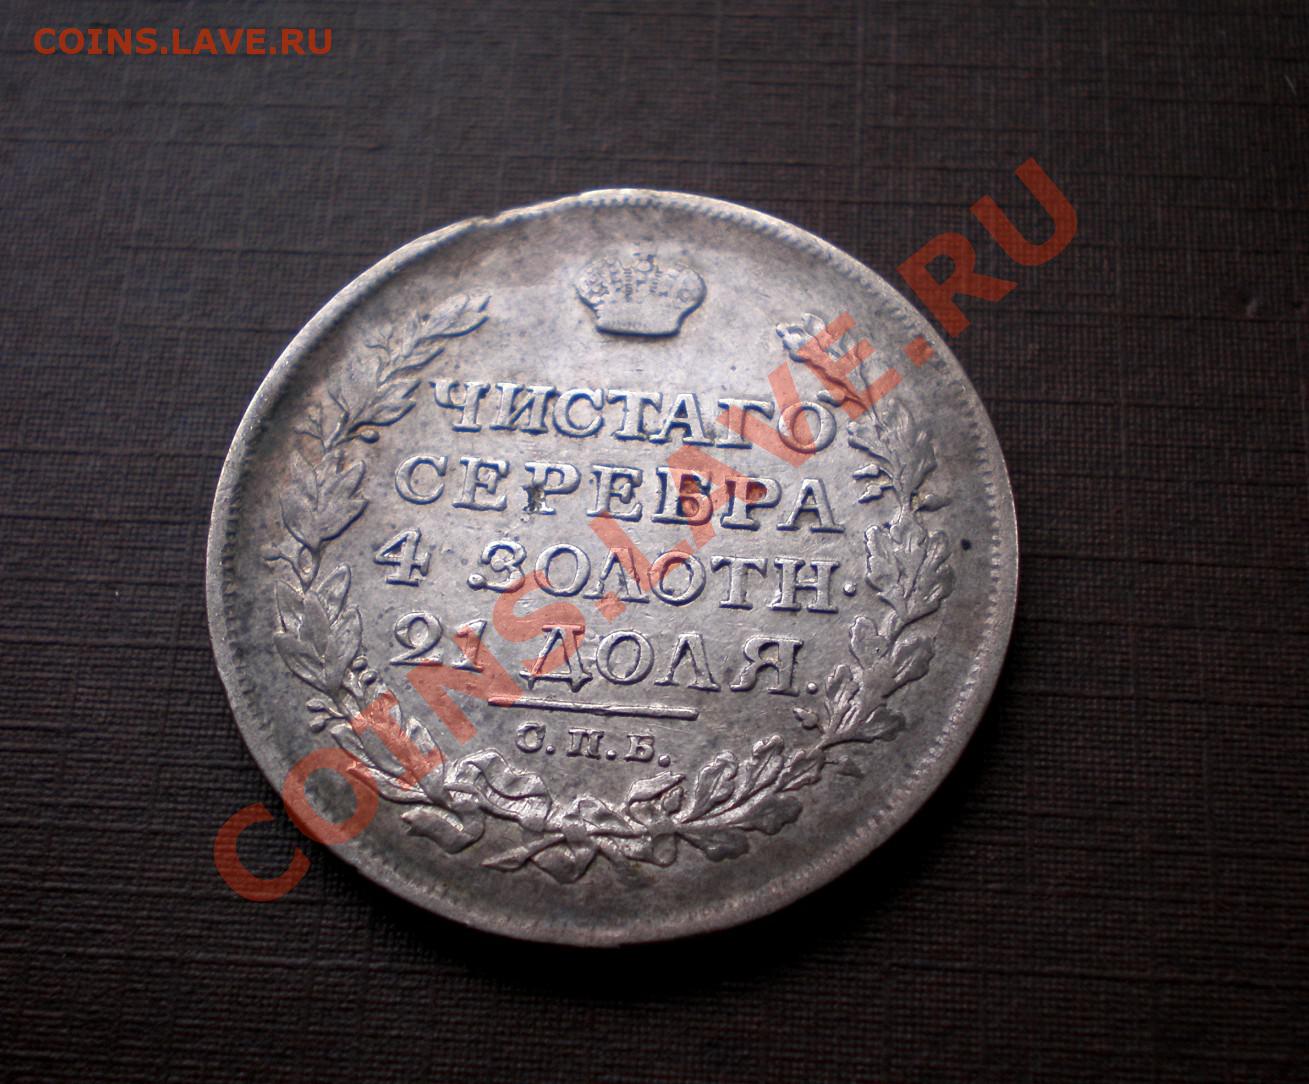 COINS.LAVE.RU
ЧИСТАГО
СЕРЕБРА
4 ЗОЛОТН.
21 ДОЛЯ.
С.П.Б.
COINS.LAVE.RU